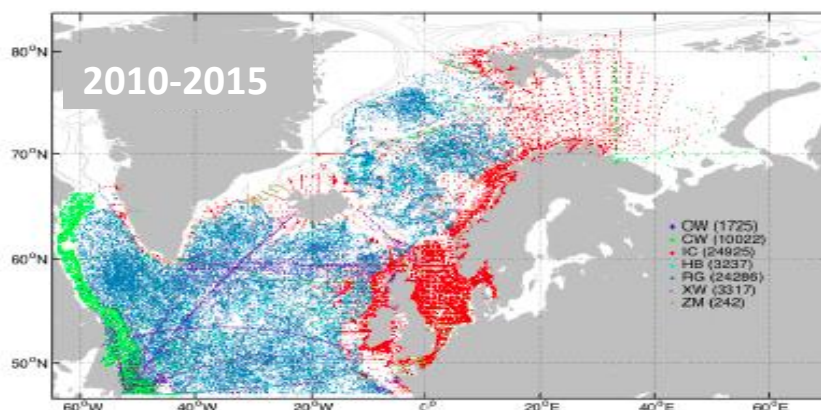 80°N
2010-2015
70°N
OW (1725)
CW (10022)
IC (24925)
HB (3237)
RG (24286)
XW (3317)
ZM (242)
60°N
50°N
60°W 40°W 20°W 0° 20°E 40°E 60°E